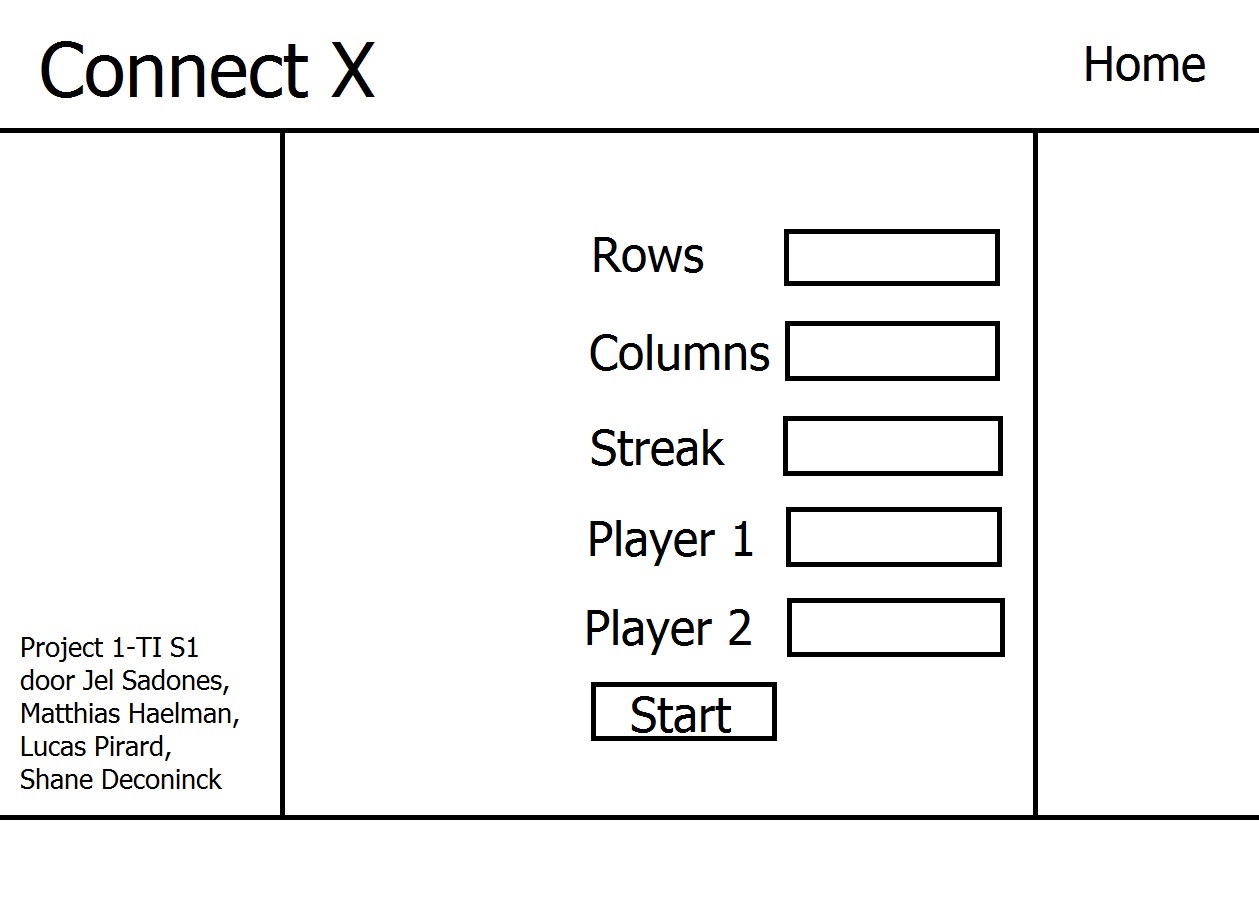 Connect X
Home
Rows
Columns
Streak
Player 1
Player 2
Start
Project 1-TI S1
door Jel Sadones,
Matthias Haelman,
Lucas Pirard,
Shane Deconinck